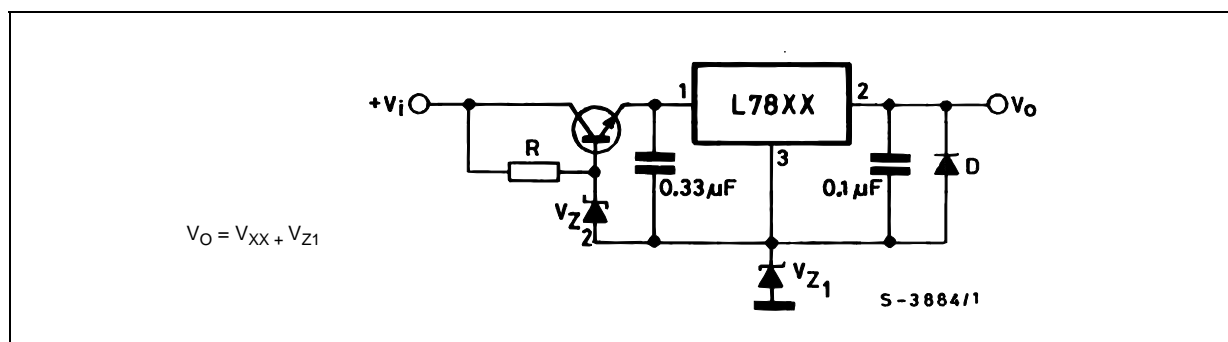 +Vi
R
VZ2
1
L78XX
2
3
0.33µF
0.1µF
D
Vo
VO = VXX + VZ1
VZ1
S-3884/1